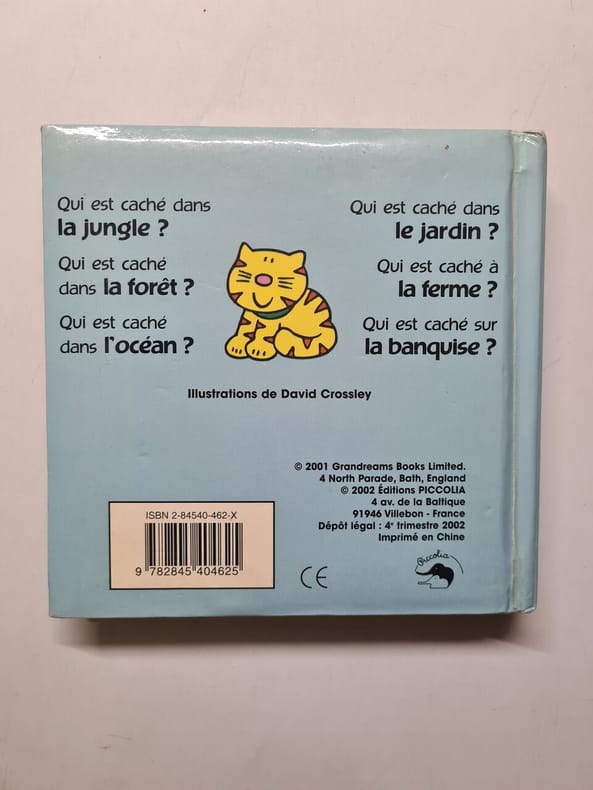 Qui est caché dans
la jungle ?
Qui est caché
dans la forêt ?
Qui est caché
dans l'océan ?
Qui est caché dans
le jardin ?
Qui est caché à
la ferme ?
Qui est caché sur
la banquise ?
Illustrations de David Crossley
© 2001 Grandreams Books Limited.
4 North Parade, Bath, England
© 2002 Éditions PICCOLIA
4 av. de la Baltique
91946 Villebon - France
Dépôt légal : 4e trimestre 2002
Imprimé en Chine
ISBN 2-84540-462-X
9 782845 404625
CE
Piccolia